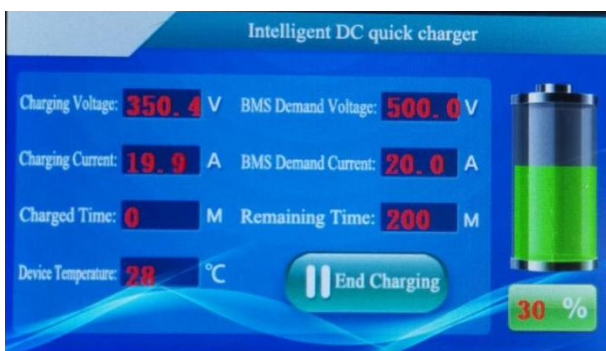 Intelligent DC quick charger
Charging Voltage: 350.4 V BMS Demand Voltage: 500.0 V
Charging Current: 19.9 A BMS Demand Current: 20.0 A
Charged Time: 0 M Remaining Time: 200 M
Device Temperature: 28 ℃ End Charging
30 %